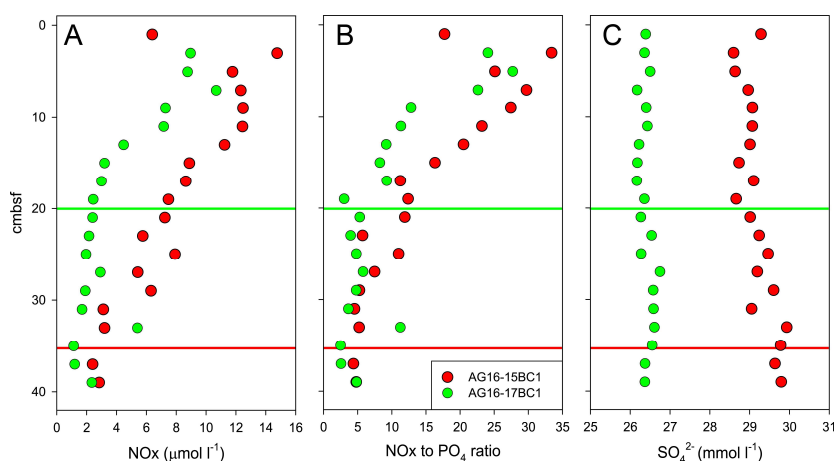 A
B
C
cmbsf
0
10
20
30
40
0 2 4 6 8 10 12 14 16
NOx (μmol l⁻¹)
0 5 10 15 20 25 30 35
NOx to PO₄ ratio
25 26 27 28 29 30 31
SO₄²⁻ (mmol l⁻¹)
AG16-15BC1
AG16-17BC1